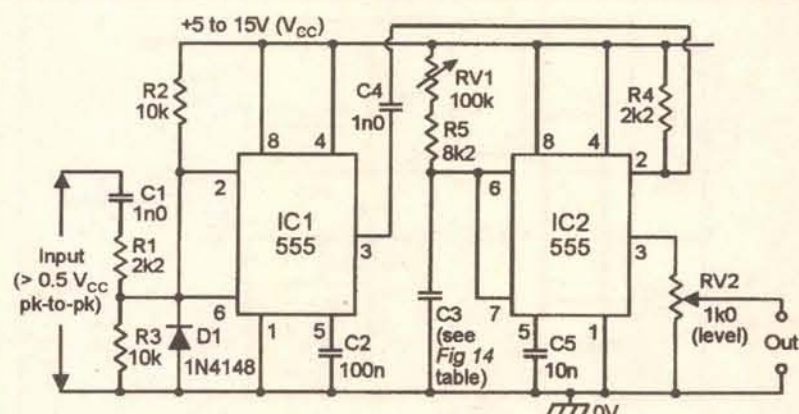 +5 to 15V (VCC)
R2
10k
C4
1n0
RV1
100k
R5
8k2
R4
2k2
8
4
2
IC1
555
3
6
1
5
8
4
2
6
IC2
555
3
7
5
1
C1
1n0
Input
(> 0.5 VCC
pk-to-pk)
R1
2k2
R3
10k
D1
1N4148
C2
100n
C3
(see
Fig 14
table)
C5
10n
RV2
1k0
(level)
Out
0V